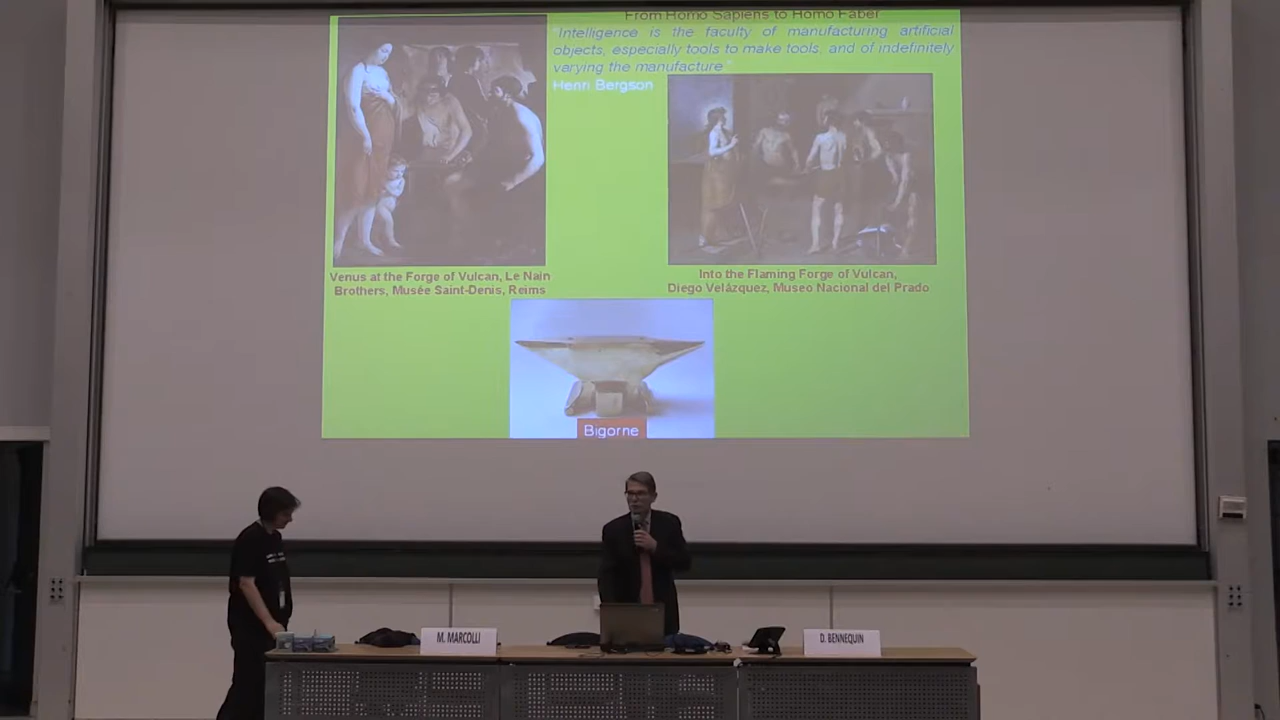 From Homo Sapiens to Homo Faber
"Intelligence is the faculty of manufacturing artificial
objects, especially tools to make tools, and of indefinitely
varying the manufacture"
Henri Bergson
Venus at the Forge of Vulcan, Le Nain
Brothers, Musée Saint-Denis, Reims
Into the Flaming Forge of Vulcan,
Diego Velázquez, Museo Nacional del Prado
Bigorne
M. MARCOLLI
D. BENNEQUIN